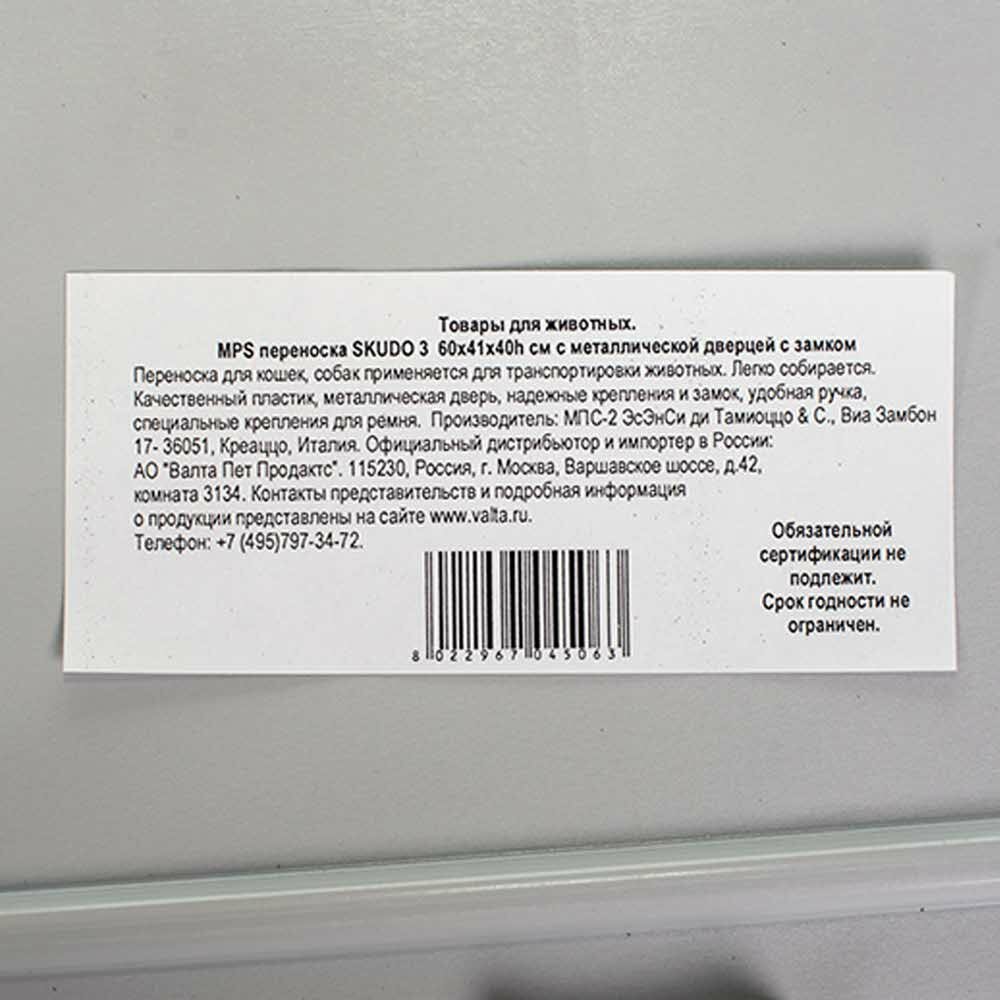 Товары для животных.
MPS переноска SKUDO 3 60x41x40h см с металлической дверцей с замком
Переноска для кошек, собак применяется для транспортировки животных. Легко собирается.
Качественный пластик, металлическая дверь, надежные крепления и замок, удобная ручка,
специальные крепления для ремня. Производитель: МПС-2 ЭсЭнСи ди Тамиоццо & С., Виа Замбон
17- 36051, Креаццо, Италия. Официальный дистрибьютор и импортер в России:
АО "Валта Пет Продактс". 115230, Россия, г. Москва, Варшавское шоссе, д.42,
комната 3134. Контакты представительств и подробная информация
о продукции представлены на сайте www.valta.ru.
Телефон: +7 (495)797-34-72.
Обязательной
сертификации не
подлежит.
Срок годности не
ограничен.
8 022967 045063